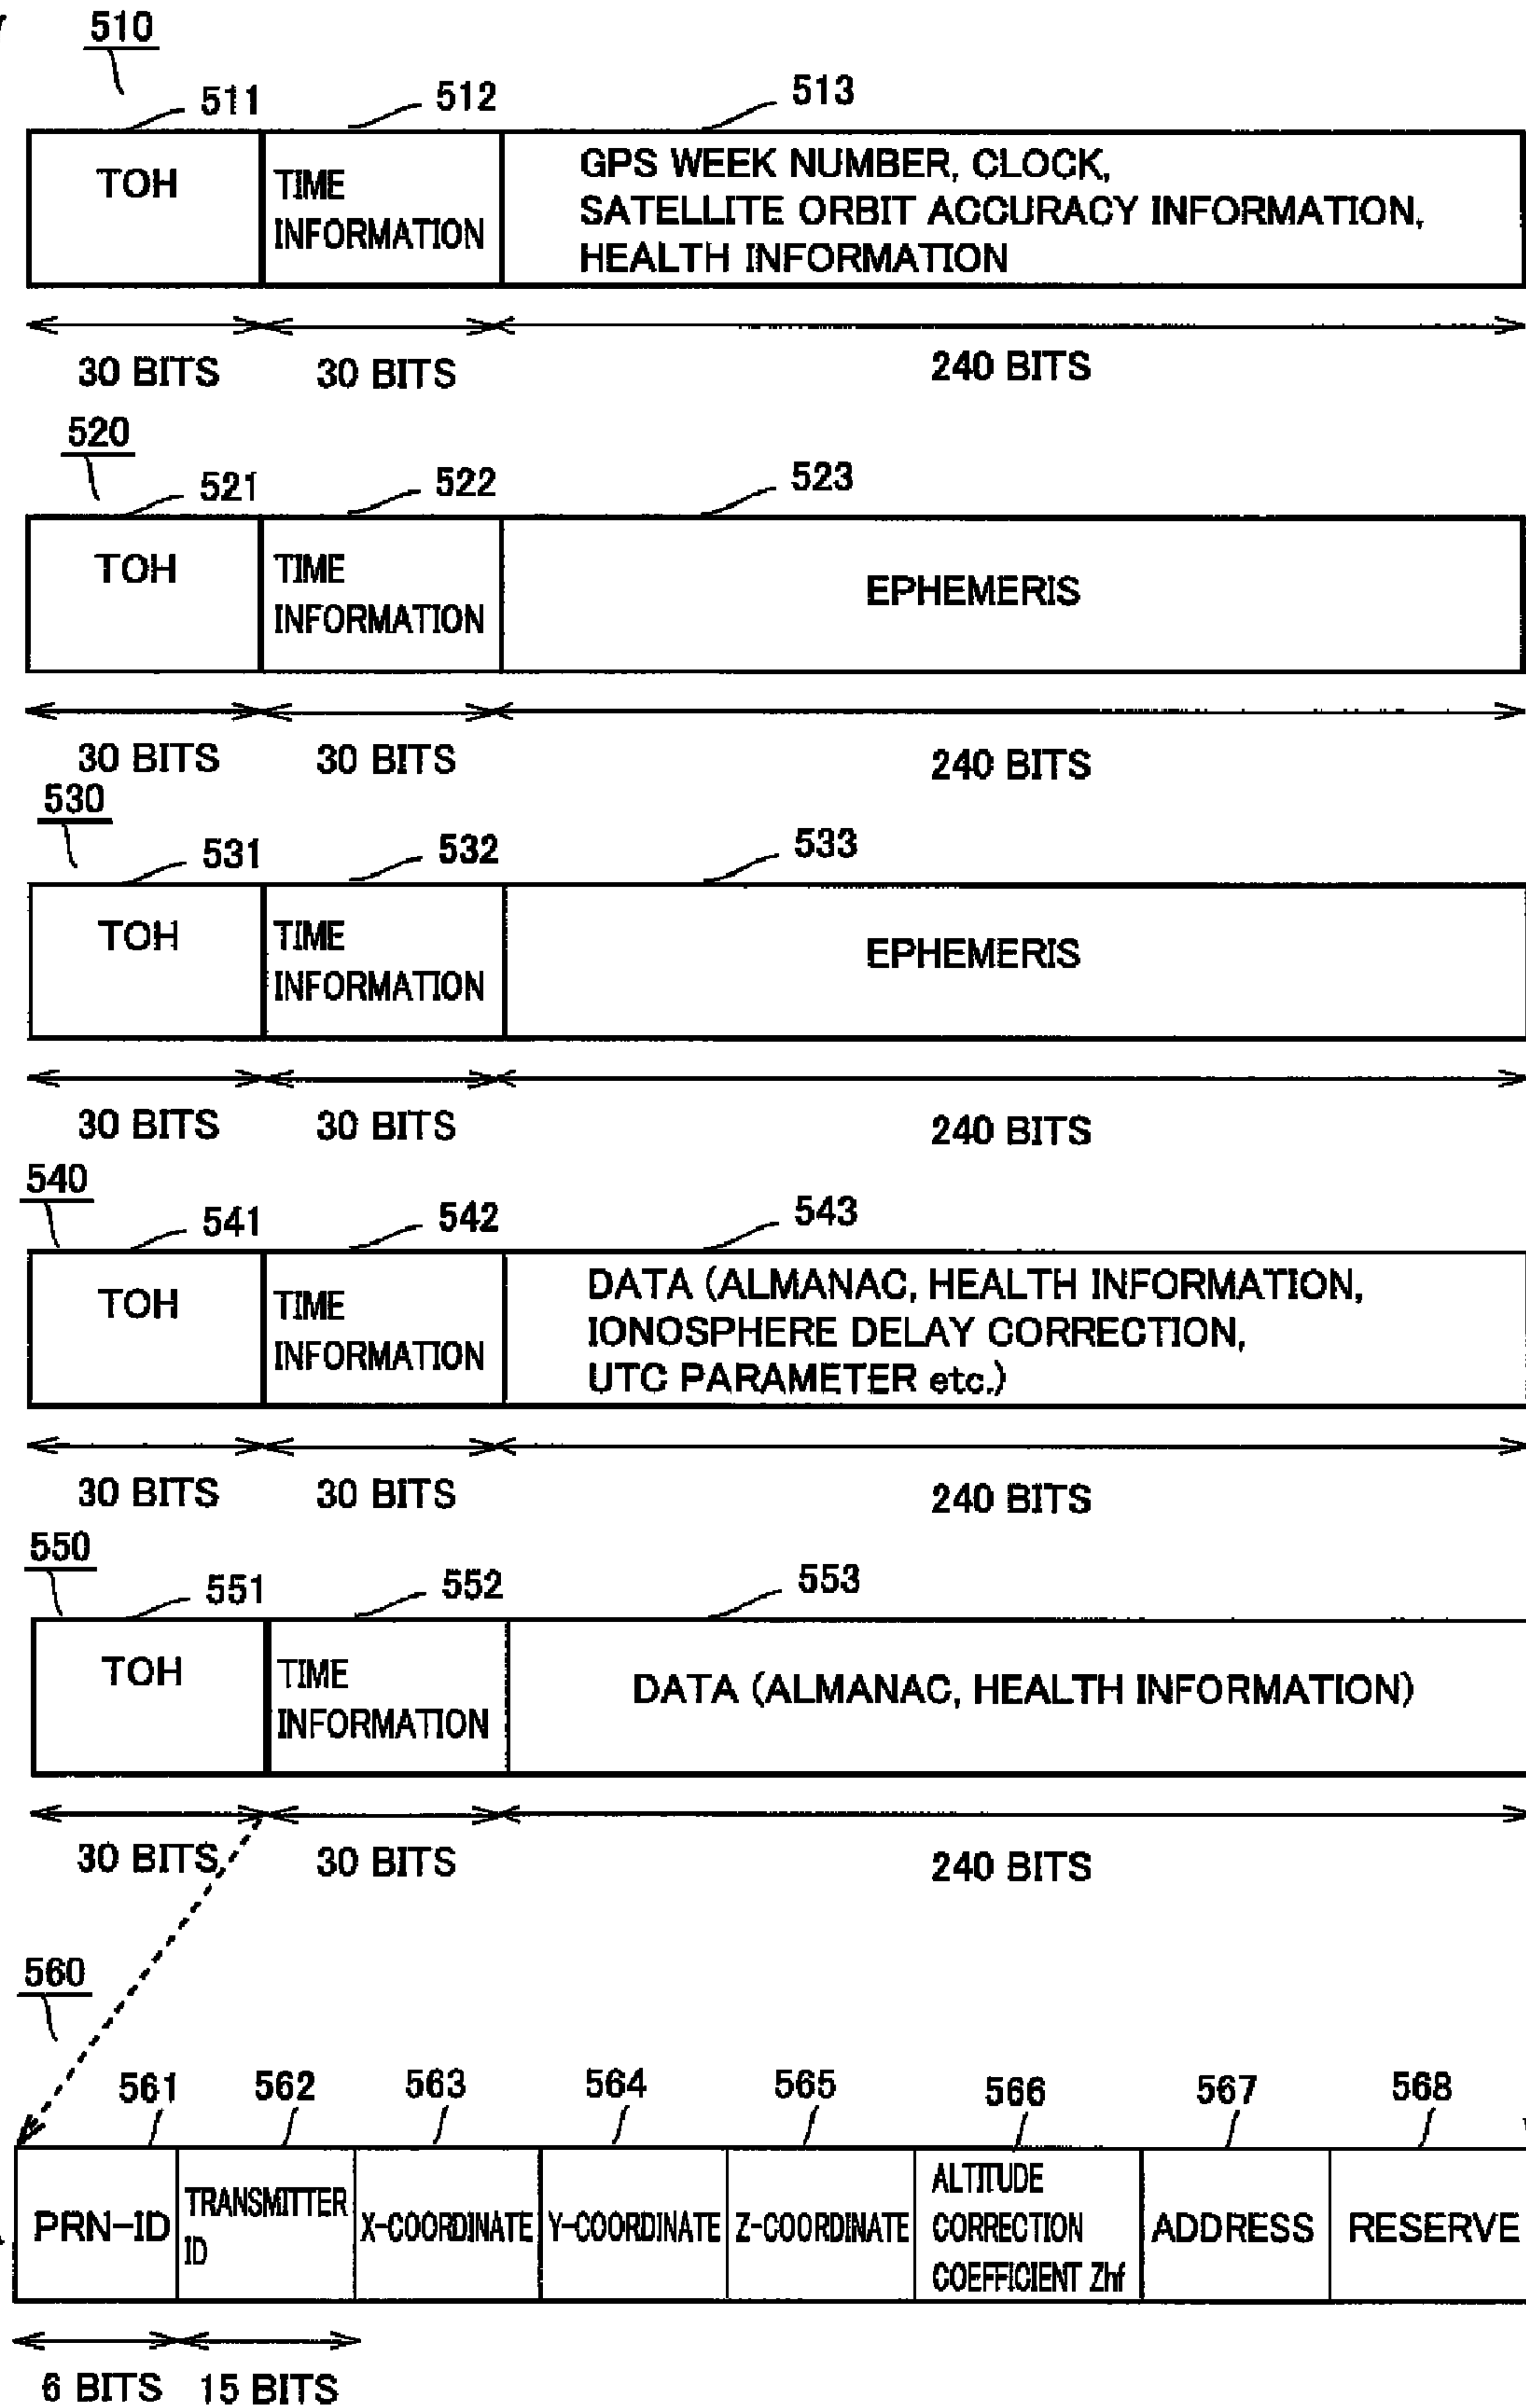 510
511 512 513
TOH
TIME
INFORMATION
GPS WEEK NUMBER, CLOCK,
SATELLITE ORBIT ACCURACY INFORMATION,
HEALTH INFORMATION
30 BITS 30 BITS 240 BITS
520
521 522 523
TOH
TIME
INFORMATION
EPHEMERIS
30 BITS 30 BITS 240 BITS
530
531 532 533
TOH
TIME
INFORMATION
EPHEMERIS
30 BITS 30 BITS 240 BITS
540
541 542 543
TOH
TIME
INFORMATION
DATA (ALMANAC, HEALTH INFORMATION,
IONOSPHERE DELAY CORRECTION,
UTC PARAMETER etc.)
30 BITS 30 BITS 240 BITS
550
551 552 553
TOH
TIME
INFORMATION
DATA (ALMANAC, HEALTH INFORMATION)
30 BITS 30 BITS 240 BITS
560
561 562 563 564 565 566 567 568
PRN-ID
TRANSMITTER
ID
X-COORDINATE
Y-COORDINATE
Z-COORDINATE
ALTITUDE
CORRECTION
COEFFICIENT Zhf
ADDRESS
RESERVE
6 BITS 15 BITS